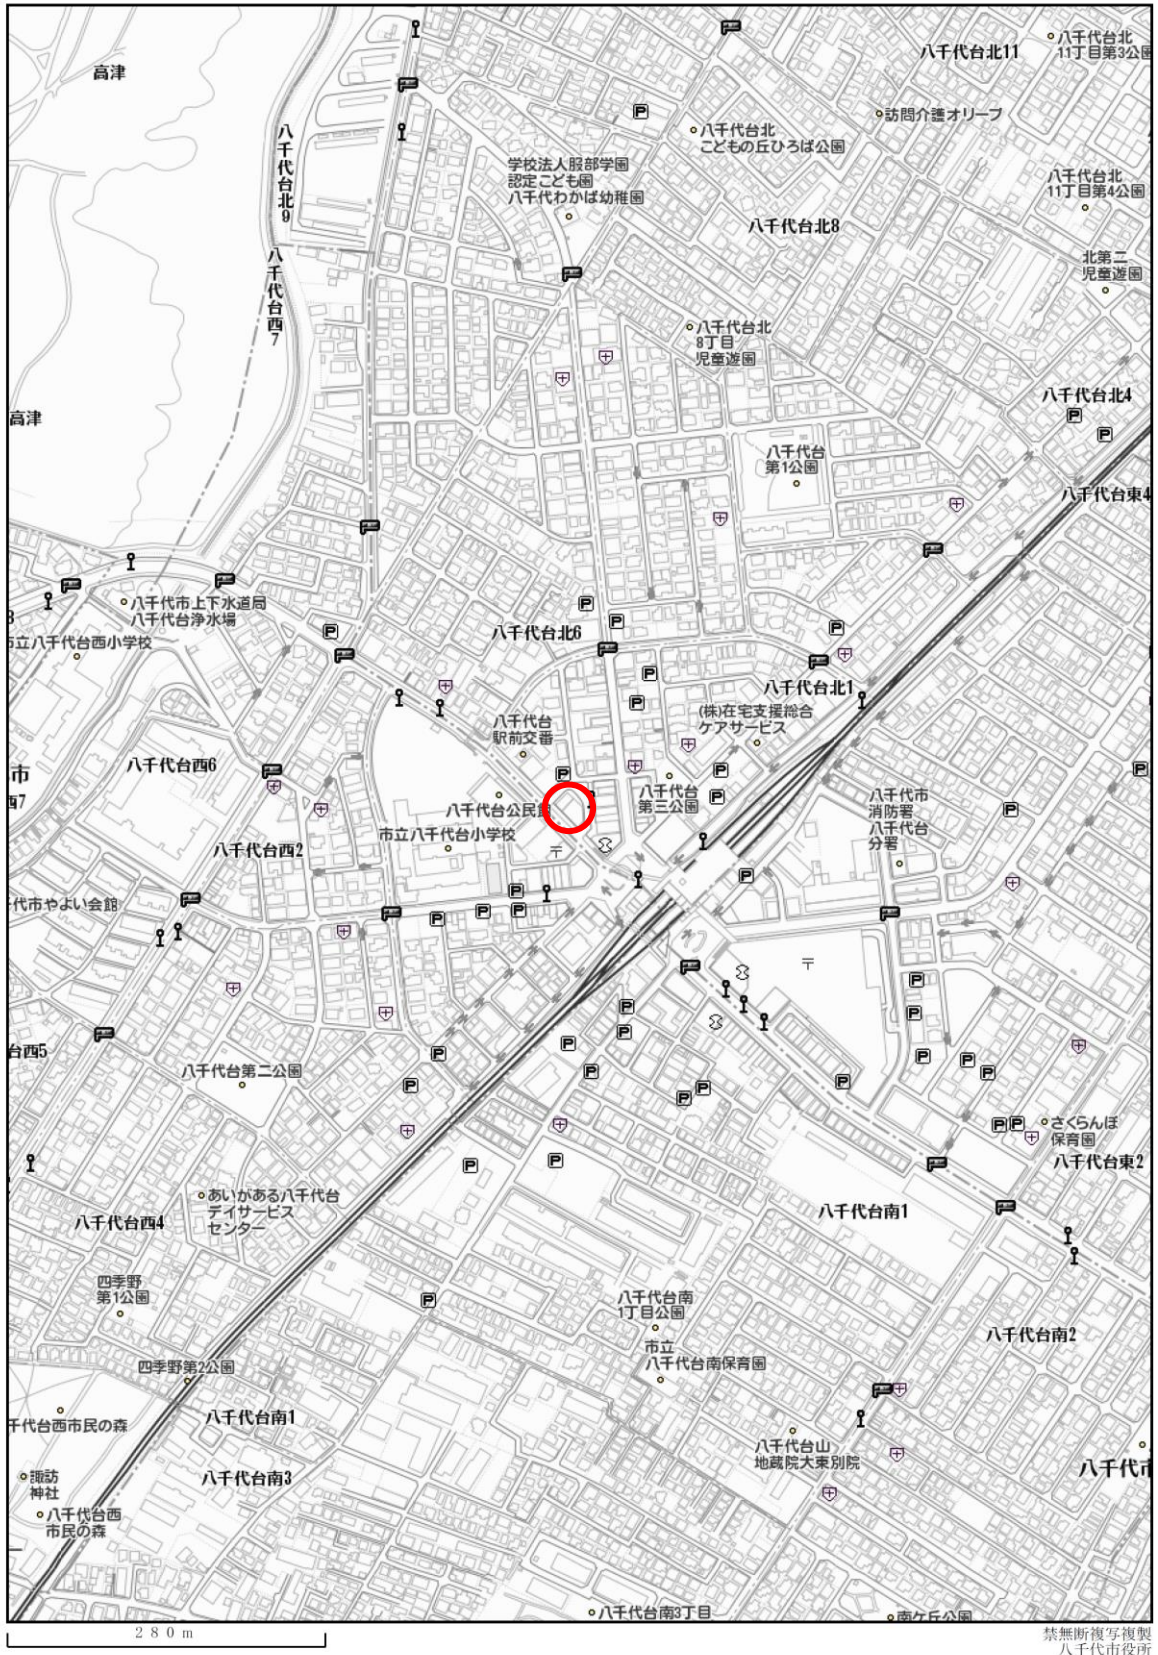 八千代台北11
八千代台北
11丁目第3公園
高津
訪問介護オリーブ
八千代台北
こどもの丘ひろば公園
八千代台北9
学校法人服部学園
認定こども園
八千代わかば幼稚園
八千代台北
11丁目第4公園
八千代台北8
北第二
児童遊園
八千代台西7
八千代台北
8丁目
児童遊園
高津
八千代台北4
八千代台
第1公園
八千代台東4
八千代市上下水道局
八千代台浄水場
八千代台北6
市立八千代台西小学校
八千代台北1
(株)在宅支援総合
ケアサービス
八千代台
駅前交番
八千代台西6
市
西7
八千代台公民館
八千代台
第三公園
八千代市
消防署
八千代台
分署
市立八千代台小学校
八千代台西2
〒
代市やよい会館
〒
台西5
八千代台第二公園
さくらんぼ
保育園
八千代台東2
あいがある八千代台
デイサービス
センター
八千代台西4
八千代台南1
四季野
第1公園
八千代台南
1丁目公園
八千代台南2
市立
八千代台南保育園
四季野第2公園
八千代台南1
千代台西市民の森
八千代台山
地蔵院大東別院
八千代市
諏訪
神社
八千代台南3
八千代台西
市民の森
八千代台南3丁目
南ケ丘公園
280m
禁無断複写複製
八千代市役所